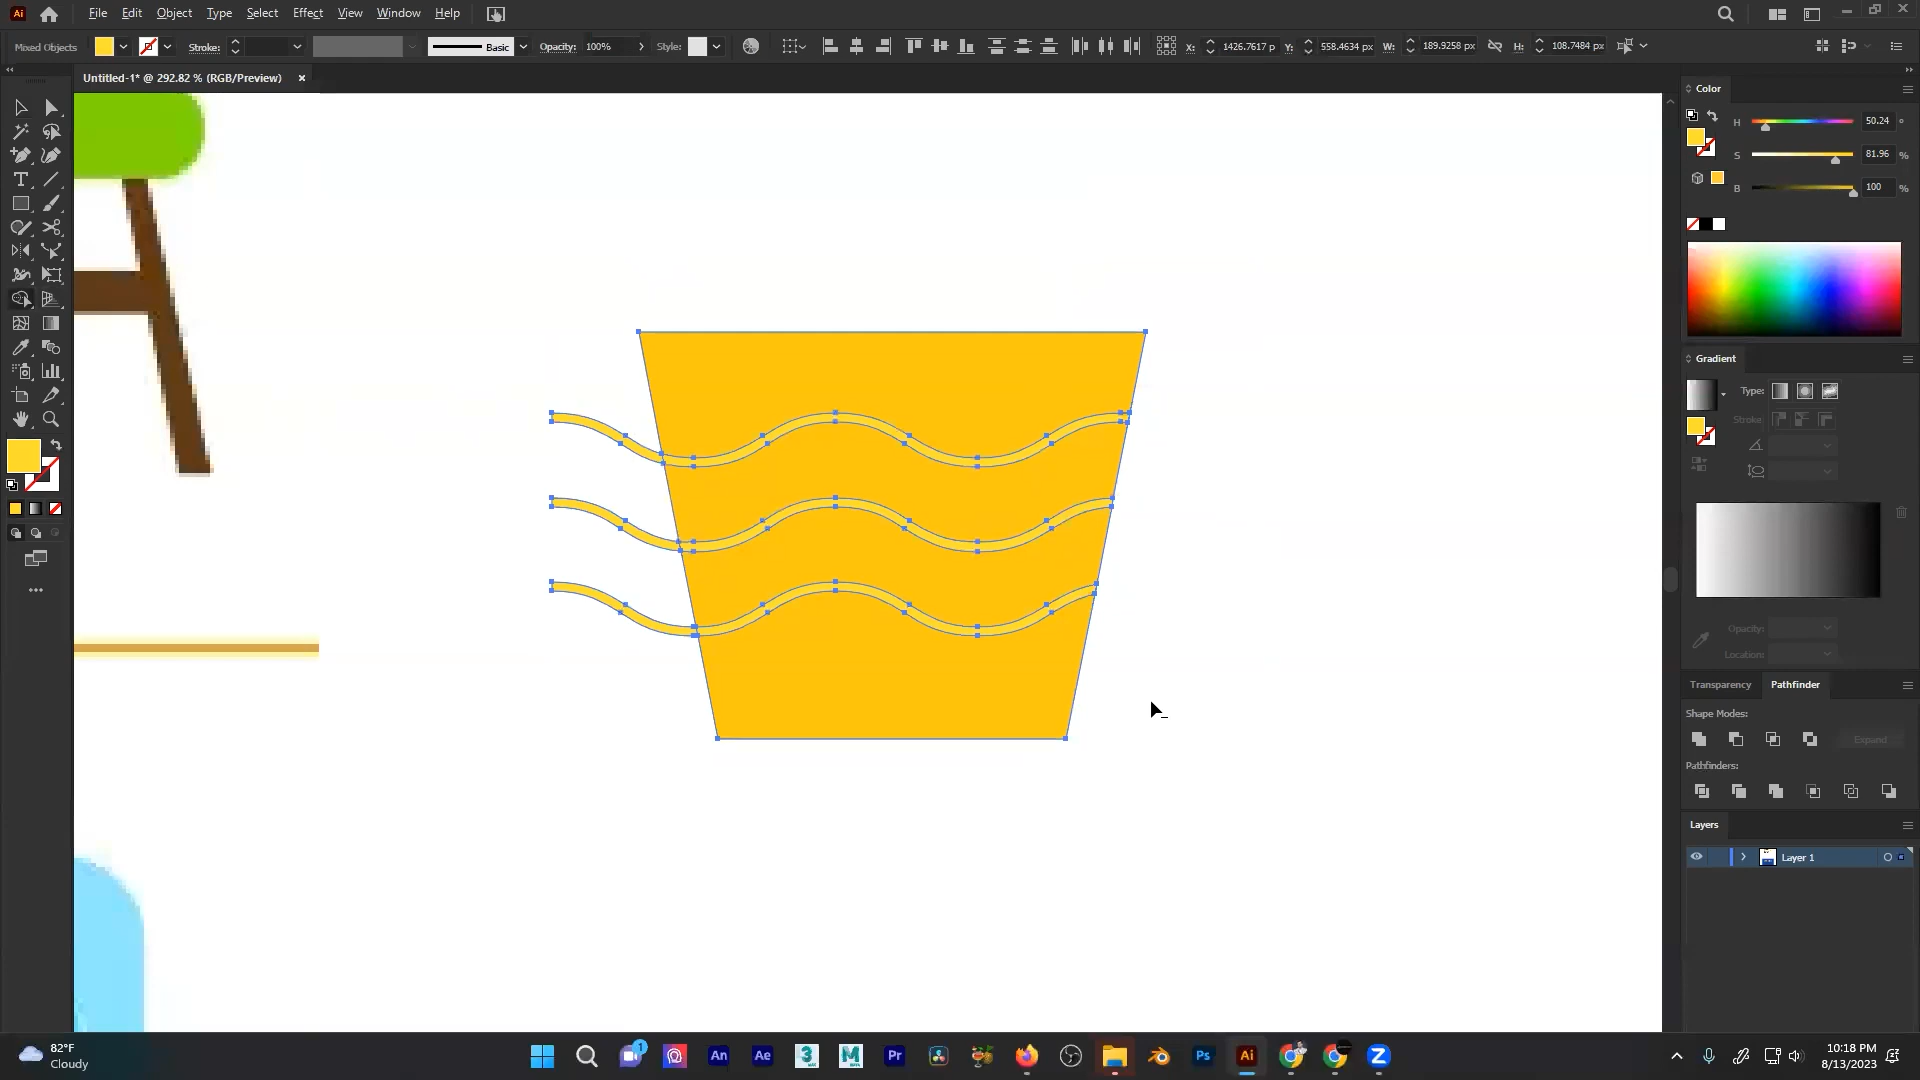 Ai File Edit Object Type Select Effect View Window Help
Mixed Objects Stroke: Basic Opacity: 100% Style: X: 1426.7617 p Y: 558.4634 px W: 189.9258 px H: 108.7484 px
Untitled-1* @ 292.82 % (RGB/Preview) ×
Color
H 50.24 °
S 81.96 %
B 100 %
Gradient
Type:
Stroke:
Opacity:
Location:
Transparency Pathfinder
Shape Modes:
Expand
Pathfinders:
Layers
Layer 1
82°F
Cloudy
1
An Ae 3 M Pr Ps Ai Z
10:18 PM
8/13/2023